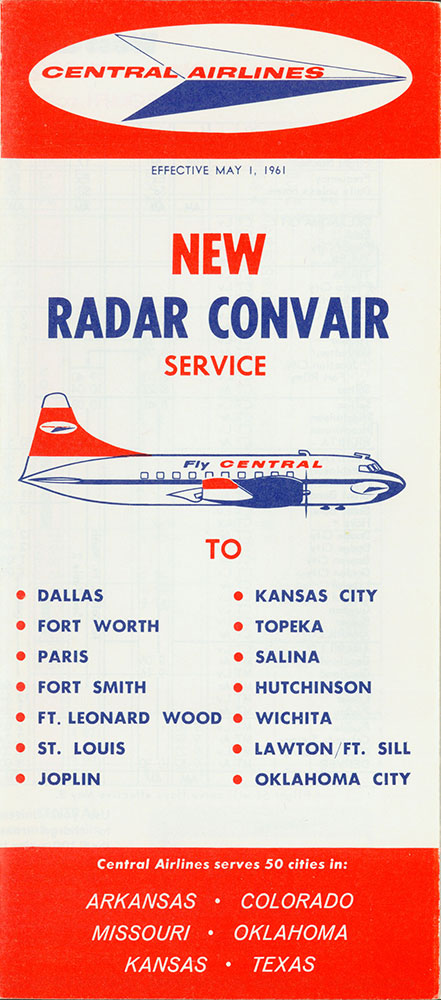 CENTRAL AIRLINES
EFFECTIVE MAY 1, 1961
NEW
RADAR CONVAIR
SERVICE
Fly CENTRAL
TO
• DALLAS
• FORT WORTH
• PARIS
• FORT SMITH
• FT. LEONARD WOOD
• ST. LOUIS
• JOPLIN
• KANSAS CITY
• TOPEKA
• SALINA
• HUTCHINSON
• WICHITA
• LAWTON/FT. SILL
• OKLAHOMA CITY
Central Airlines serves 50 cities in:
ARKANSAS • COLORADO
MISSOURI • OKLAHOMA
KANSAS • TEXAS